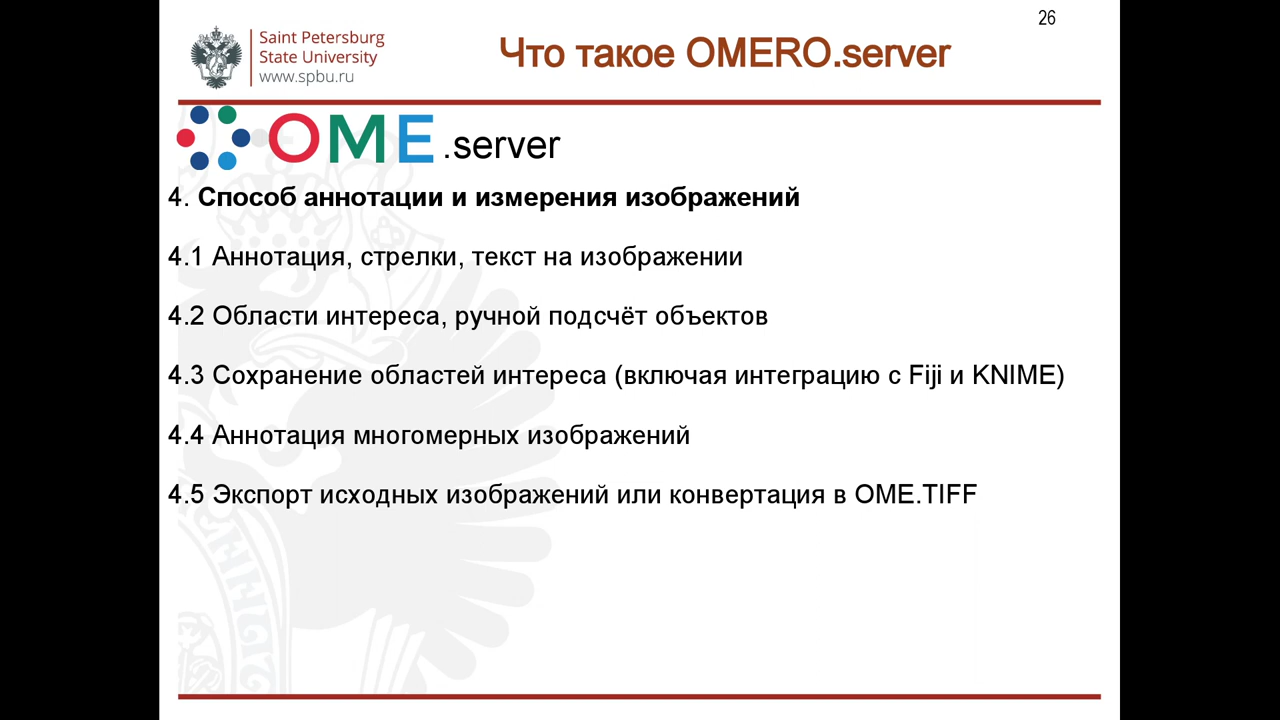 26
Saint Petersburg
State University
www.spbu.ru
Что такое OMERO.server
OME .server
4. Способ аннотации и измерения изображений
4.1 Аннотация, стрелки, текст на изображении
4.2 Области интереса, ручной подсчёт объектов
4.3 Сохранение областей интереса (включая интеграцию с Fiji и KNIME)
4.4 Аннотация многомерных изображений
4.5 Экспорт исходных изображений или конвертация в OME.TIFF